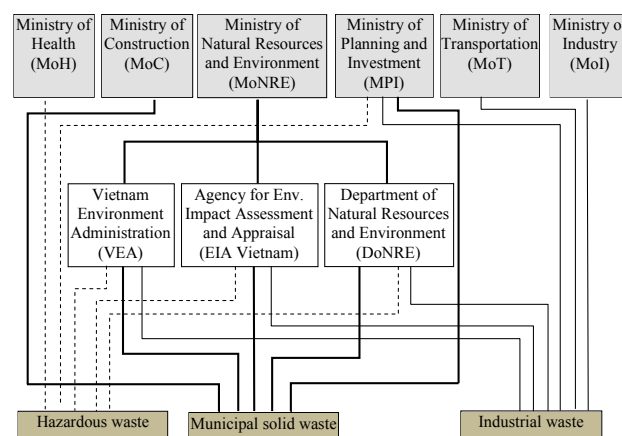 Ministry of
Health
(MoH)
Ministry of
Construction
(MoC)
Ministry of
Natural Resources
and Environment
(MoNRE)
Ministry of
Planning and
Investment
(MPI)
Ministry of
Transportation
(MoT)
Ministry o
Industry
(MoI)
Vietnam
Environment
Administration
(VEA)
Agency for Env.
Impact Assessment
and Appraisal
(EIA Vietnam)
Department of
Natural Resources
and Environment
(DoNRE)
Hazardous waste
Municipal solid waste
Industrial waste